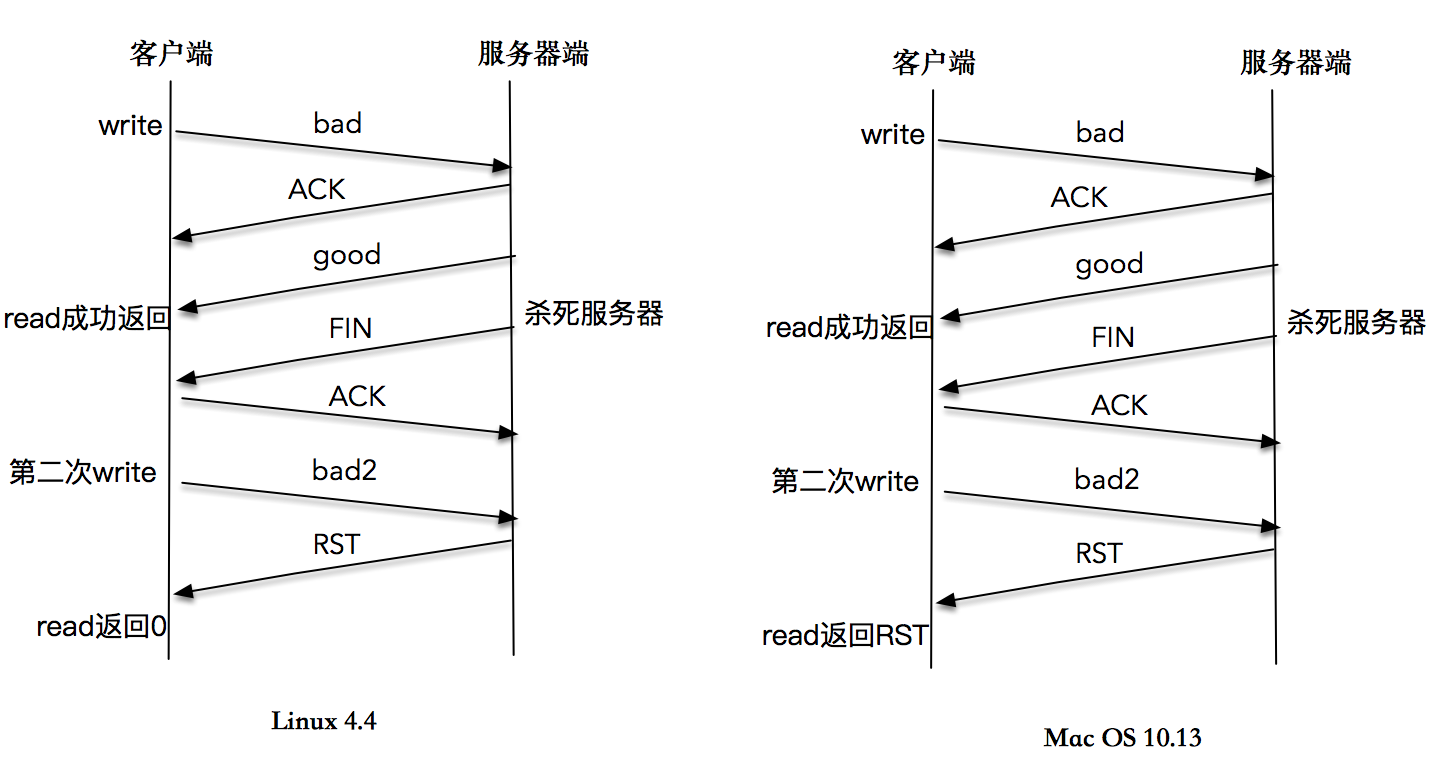 客户端
服务器端
write
bad
ACK
good
read成功返回
杀死服务器
FIN
ACK
第二次write
bad2
RST
read返回0
Linux 4.4
客户端
服务器端
write
bad
ACK
good
read成功返回
杀死服务器
FIN
ACK
第二次write
bad2
RST
read返回RST
Mac OS 10.13